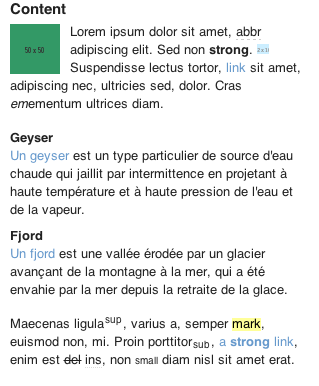 Content
50 x 50
Lorem ipsum dolor sit amet, abbr
adipiscing elit. Sed non strong.
Suspendisse lectus tortor, link sit amet,
adipiscing nec, ultricies sed, dolor. Cras
emementum ultrices diam.
Geyser
Un geyser est un type particulier de source d'eau
chaude qui jaillit par intermittence en projetant à
haute température et à haute pression de l'eau et
de la vapeur.
Fjord
Un fjord est une vallée érodée par un glacier
avançant de la montagne à la mer, qui a été
envahie par la mer depuis la retraite de la glace.
Maecenas ligula sup, varius a, semper mark,
euismod non, mi. Proin porttitor sub, a strong link,
enim est del ins, non small diam nisl sit amet erat.